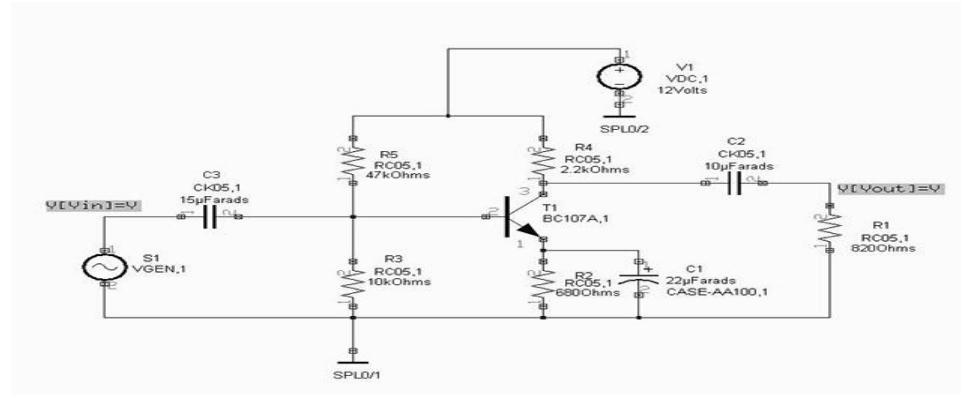 V1
VDC,1
12Volts
SPL0/2
R5
RC05,1
47kOhms
R4
RC05,1
2.2kOhms
C2
CK05,1
10µFarads
C3
CK05,1
15µFarads
V[Vin]=V
V[Vout]=V
T1
BC107A,1
R1
RC05,1
820Ohms
S1
VGEN,1
R3
RC05,1
10kOhms
R2
RC05,1
680Ohms
C1
22µFarads
CASE-AA100,1
SPL0/1